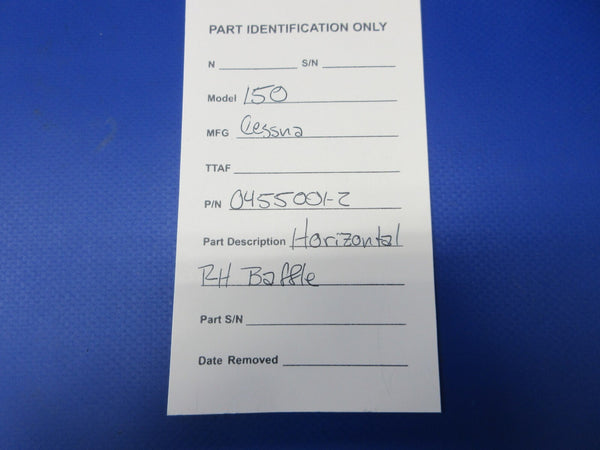 PART IDENTIFICATION ONLY
N S/N
Model 150
MFG Cessna
TTAF
P/N 0455001-2
Part Description Horizontal
RH Baffle
Part S/N
Date Removed